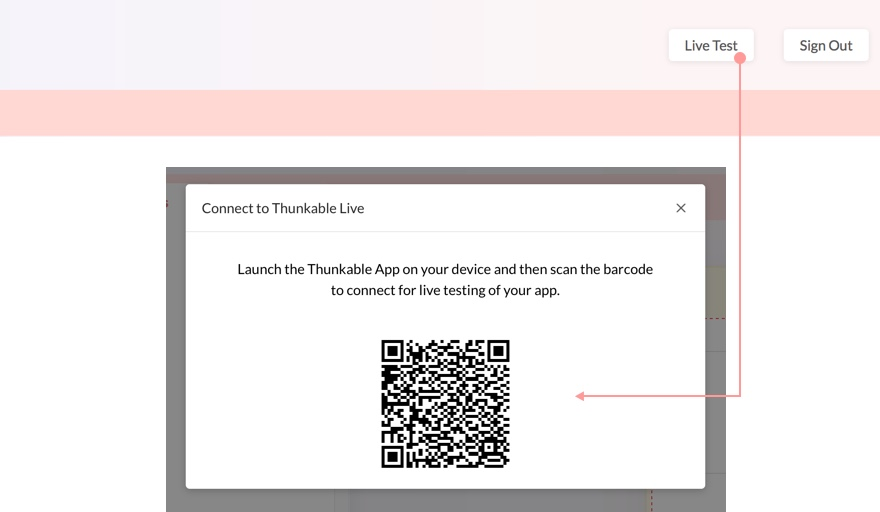 Live Test
Sign Out
Connect to Thunkable Live
Launch the Thunkable App on your device and then scan the barcode
to connect for live testing of your app.